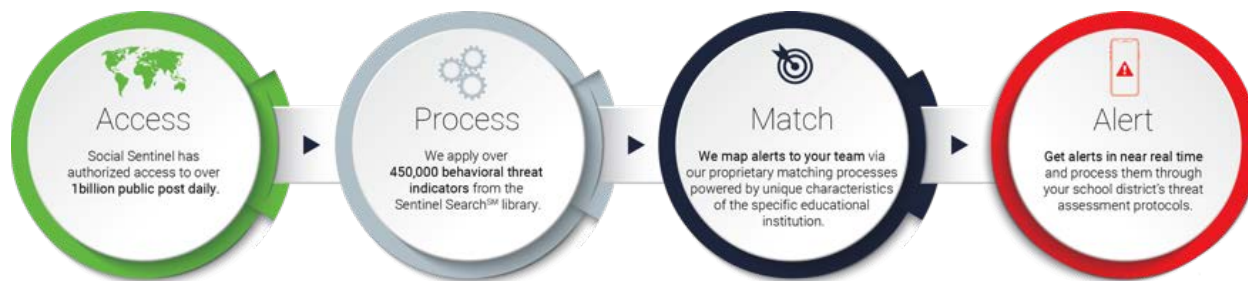 Access
Social Sentinel has
authorized access to over
1billion public post daily.
Process
We apply over
450,000 behavioral threat
indicators from the
Sentinel Search℠ library.
Match
We map alerts to your team via
our proprietary matching processes
powered by unique characteristics
of the specific educational
institution.
Alert
Get alerts in near real time
and process them through
your school district's threat
assessment protocols.